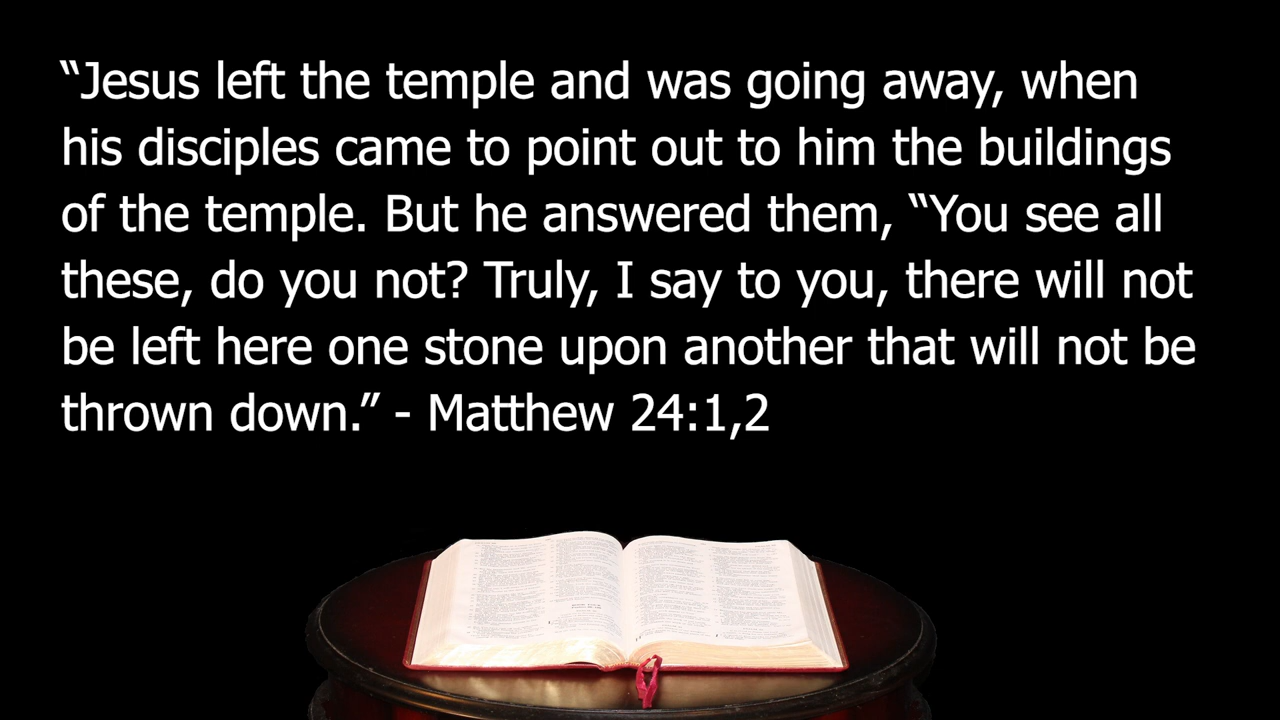 “Jesus left the temple and was going away, when
his disciples came to point out to him the buildings
of the temple. But he answered them, “You see all
these, do you not? Truly, I say to you, there will not
be left here one stone upon another that will not be
thrown down.” - Matthew 24:1,2